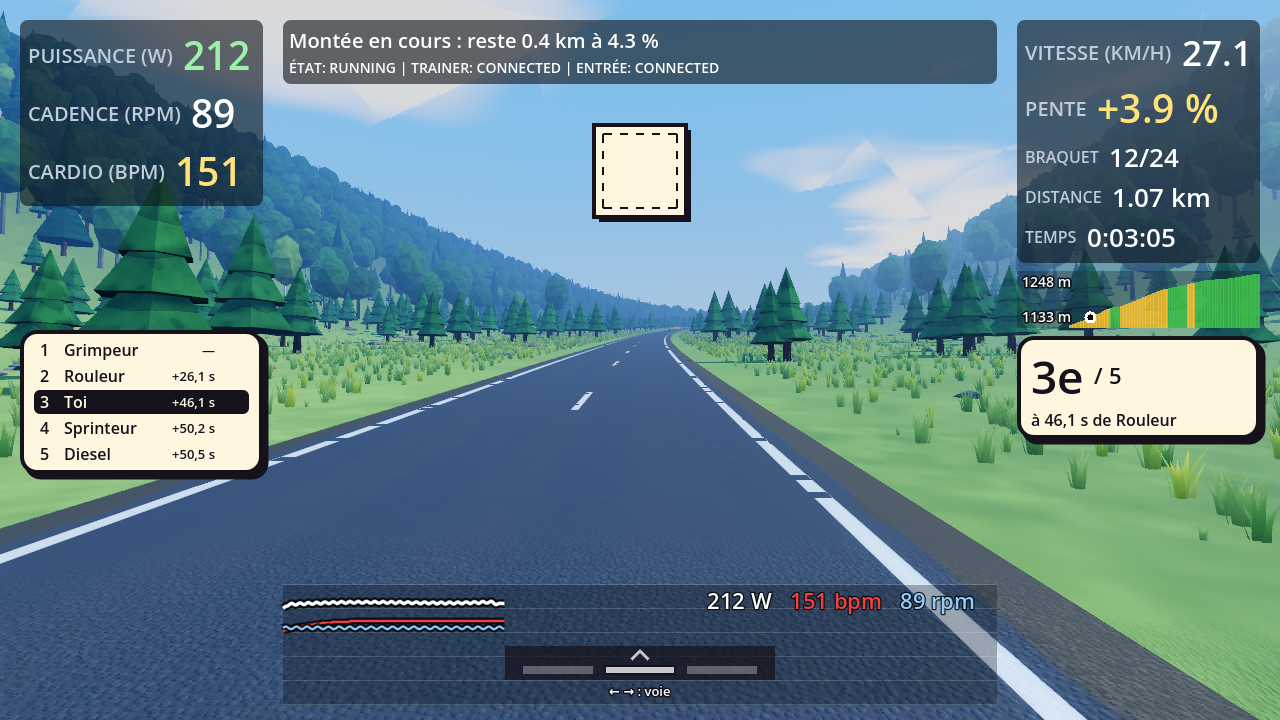 PUISSANCE (W) 212
CADENCE (RPM) 89
CARDIO (BPM) 151
Montée en cours : reste 0.4 km à 4.3 %
ÉTAT: RUNNING | TRAINER: CONNECTED | ENTRÉE: CONNECTED
VITESSE (KM/H) 27.1
PENTE +3.9 %
BRAQUET 12/24
DISTANCE 1.07 km
TEMPS 0:03:05
1248 m
1133 m
1 Grimpeur —
2 Rouleur +26,1 s
3 Toi +46,1 s
4 Sprinteur +50,2 s
5 Diesel +50,5 s
3e / 5
à 46,1 s de Rouleur
212 W 151 bpm 89 rpm
← → : voie